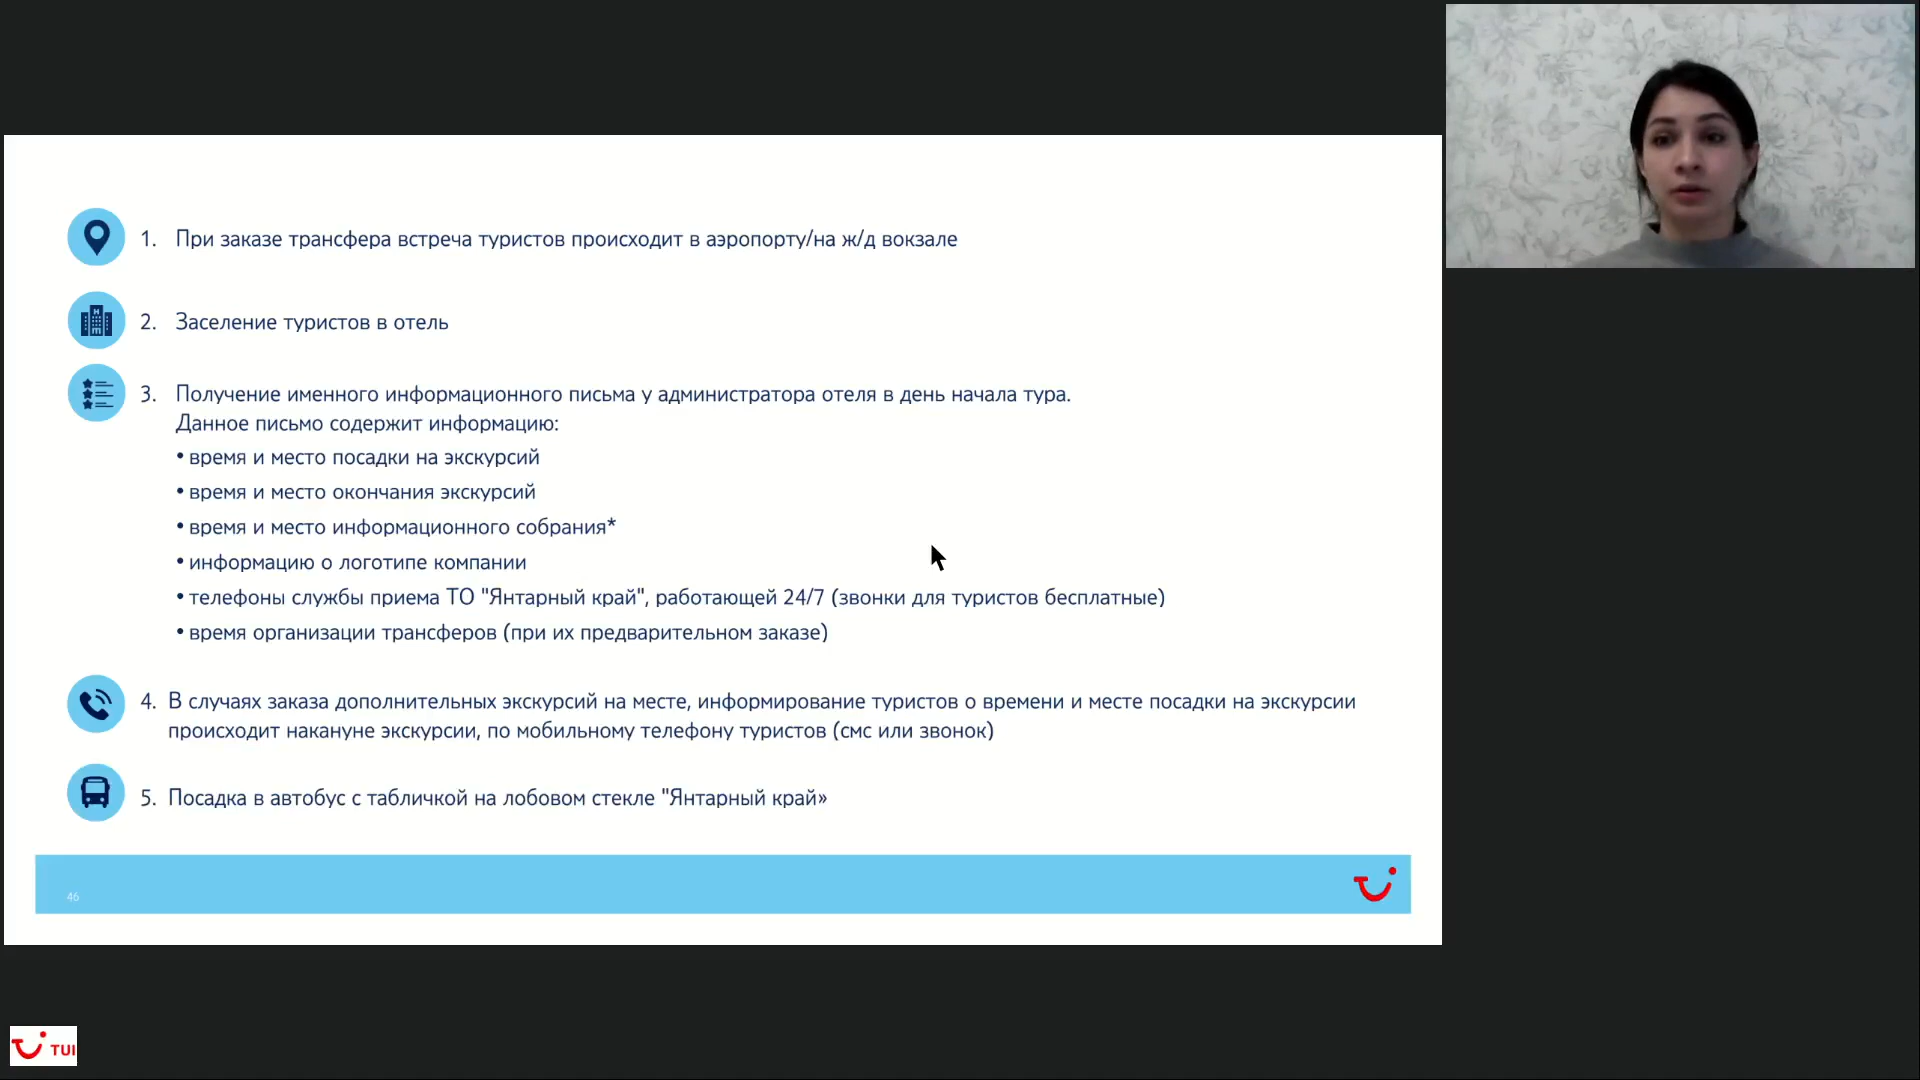 1. При заказе трансфера встреча туристов происходит в аэропорту/на ж/д вокзале
2. Заселение туристов в отель
3. Получение именного информационного письма у администратора отеля в день начала тура.
Данное письмо содержит информацию:
• время и место посадки на экскурсий
• время и место окончания экскурсий
• время и место информационного собрания*
• информацию о логотипе компании
• телефоны службы приема ТО "Янтарный край", работающей 24/7 (звонки для туристов бесплатные)
• время организации трансферов (при их предварительном заказе)
4. В случаях заказа дополнительных экскурсий на месте, информирование туристов о времени и месте посадки на экскурсии
происходит накануне экскурсии, по мобильному телефону туристов (смс или звонок)
5. Посадка в автобус с табличкой на лобовом стекле "Янтарный край»
46
TUI